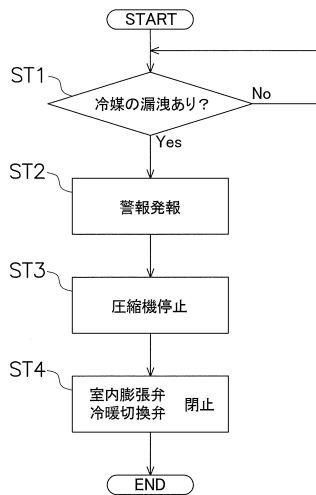 START
ST1
冷媒の漏洩あり?
No
Yes
ST2
警報発報
ST3
圧縮機停止
ST4
室内膨張弁
冷暖切換弁
閉止
END